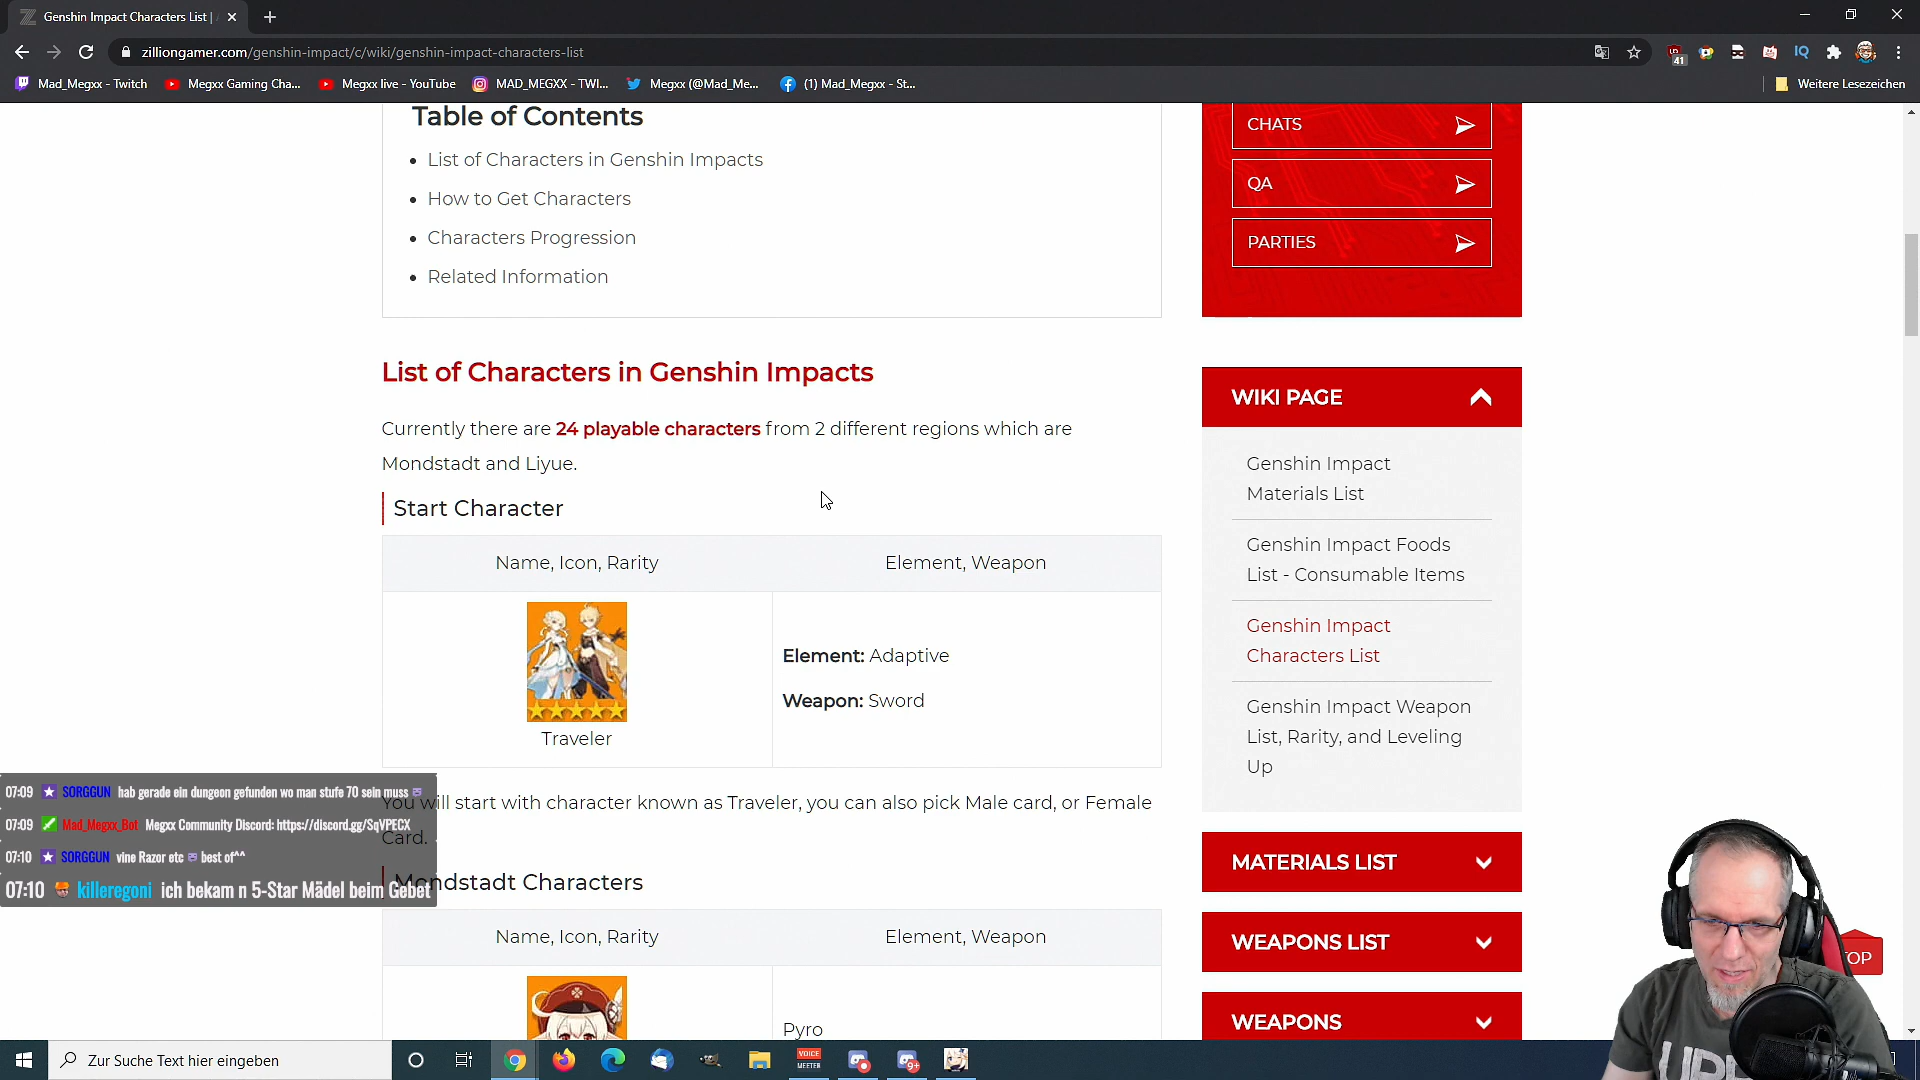 Genshin Impact Characters List |
zilliongamer.com/genshin-impact/c/wiki/genshin-impact-characters-list
41
IQ
Mad_Megxx - Twitch
Megxx Gaming Cha...
Megxx live - YouTube
MAD_MEGXX - TWI...
Megxx (@Mad_Me...
(1) Mad_Megxx - St...
Weitere Lesezeichen
Table of Contents
List of Characters in Genshin Impacts
How to Get Characters
Characters Progression
Related Information
CHATS
QA
PARTIES
List of Characters in Genshin Impacts
Currently there are 24 playable characters from 2 different regions which are
Mondstadt and Liyue.
Start Character
Name, Icon, Rarity
Element, Weapon
Element: Adaptive
Weapon: Sword
Traveler
You will start with character known as Traveler, you can also pick Male card, or Female
Card.
Mondstadt Characters
Name, Icon, Rarity
Element, Weapon
Pyro
WIKI PAGE
Genshin Impact
Materials List
Genshin Impact Foods
List - Consumable Items
Genshin Impact
Characters List
Genshin Impact Weapon
List, Rarity, and Leveling
Up
MATERIALS LIST
WEAPONS LIST
WEAPONS
TOP
07:09 SORGGUN hab gerade ein dungeon gefunden wo man stufe 70 sein muss
07:09 Mad_Megxx_Bot Megxx Community Discord: https://discord.gg/SqVPECX
07:10 SORGGUN vine Razor etc best of^^
07:10 killeregoni ich bekam n 5-Star Mädel beim Gebet
Zur Suche Text hier eingeben
VOICE
MEETER
9+